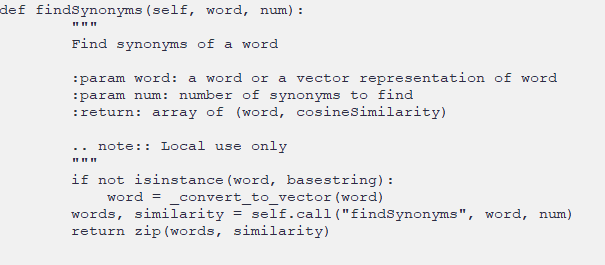 def findSynonyms(self, word, num):
"""
Find synonyms of a word
:param word: a word or a vector representation of word
:param num: number of synonyms to find
:return: array of (word, cosineSimilarity)
.. note:: Local use only
"""
if not isinstance(word, basestring):
word = _convert_to_vector(word)
words, similarity = self.call("findSynonyms", word, num)
return zip(words, similarity)